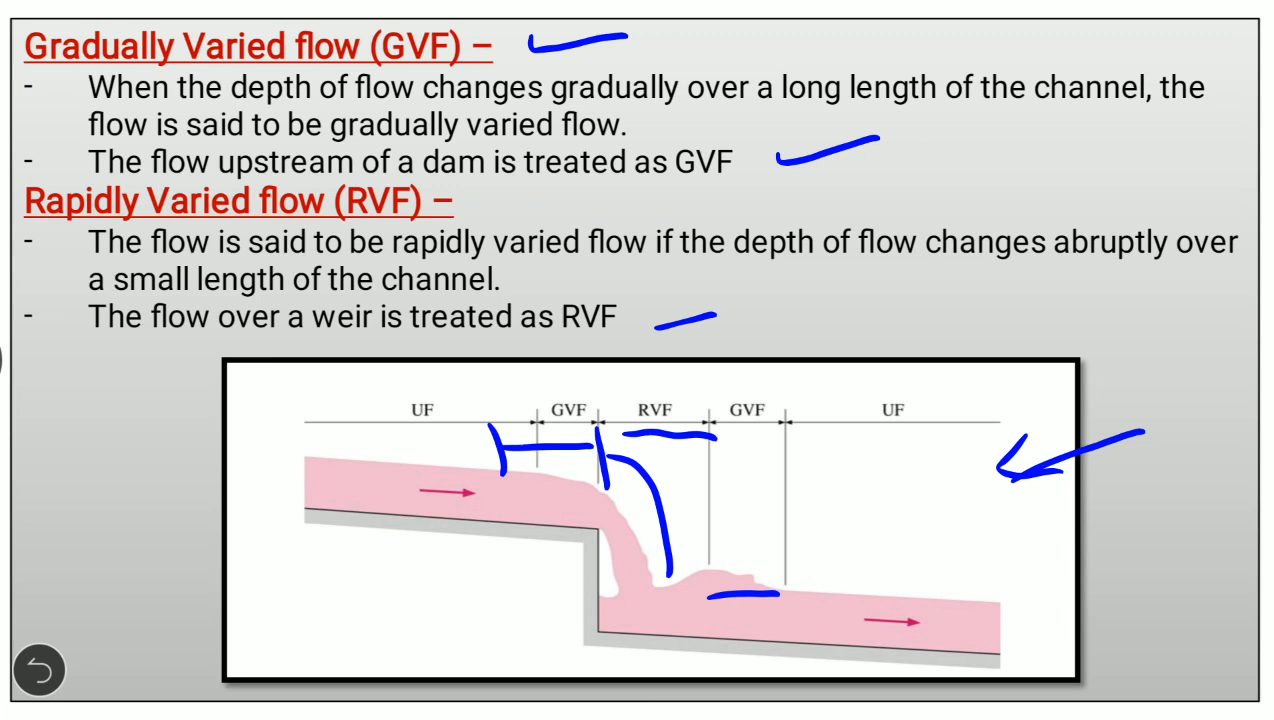 Gradually Varied flow (GVF) –
- When the depth of flow changes gradually over a long length of the channel, the
flow is said to be gradually varied flow.
- The flow upstream of a dam is treated as GVF
Rapidly Varied flow (RVF) –
- The flow is said to be rapidly varied flow if the depth of flow changes abruptly over
a small length of the channel.
- The flow over a weir is treated as RVF
UF GVF RVF GVF UF